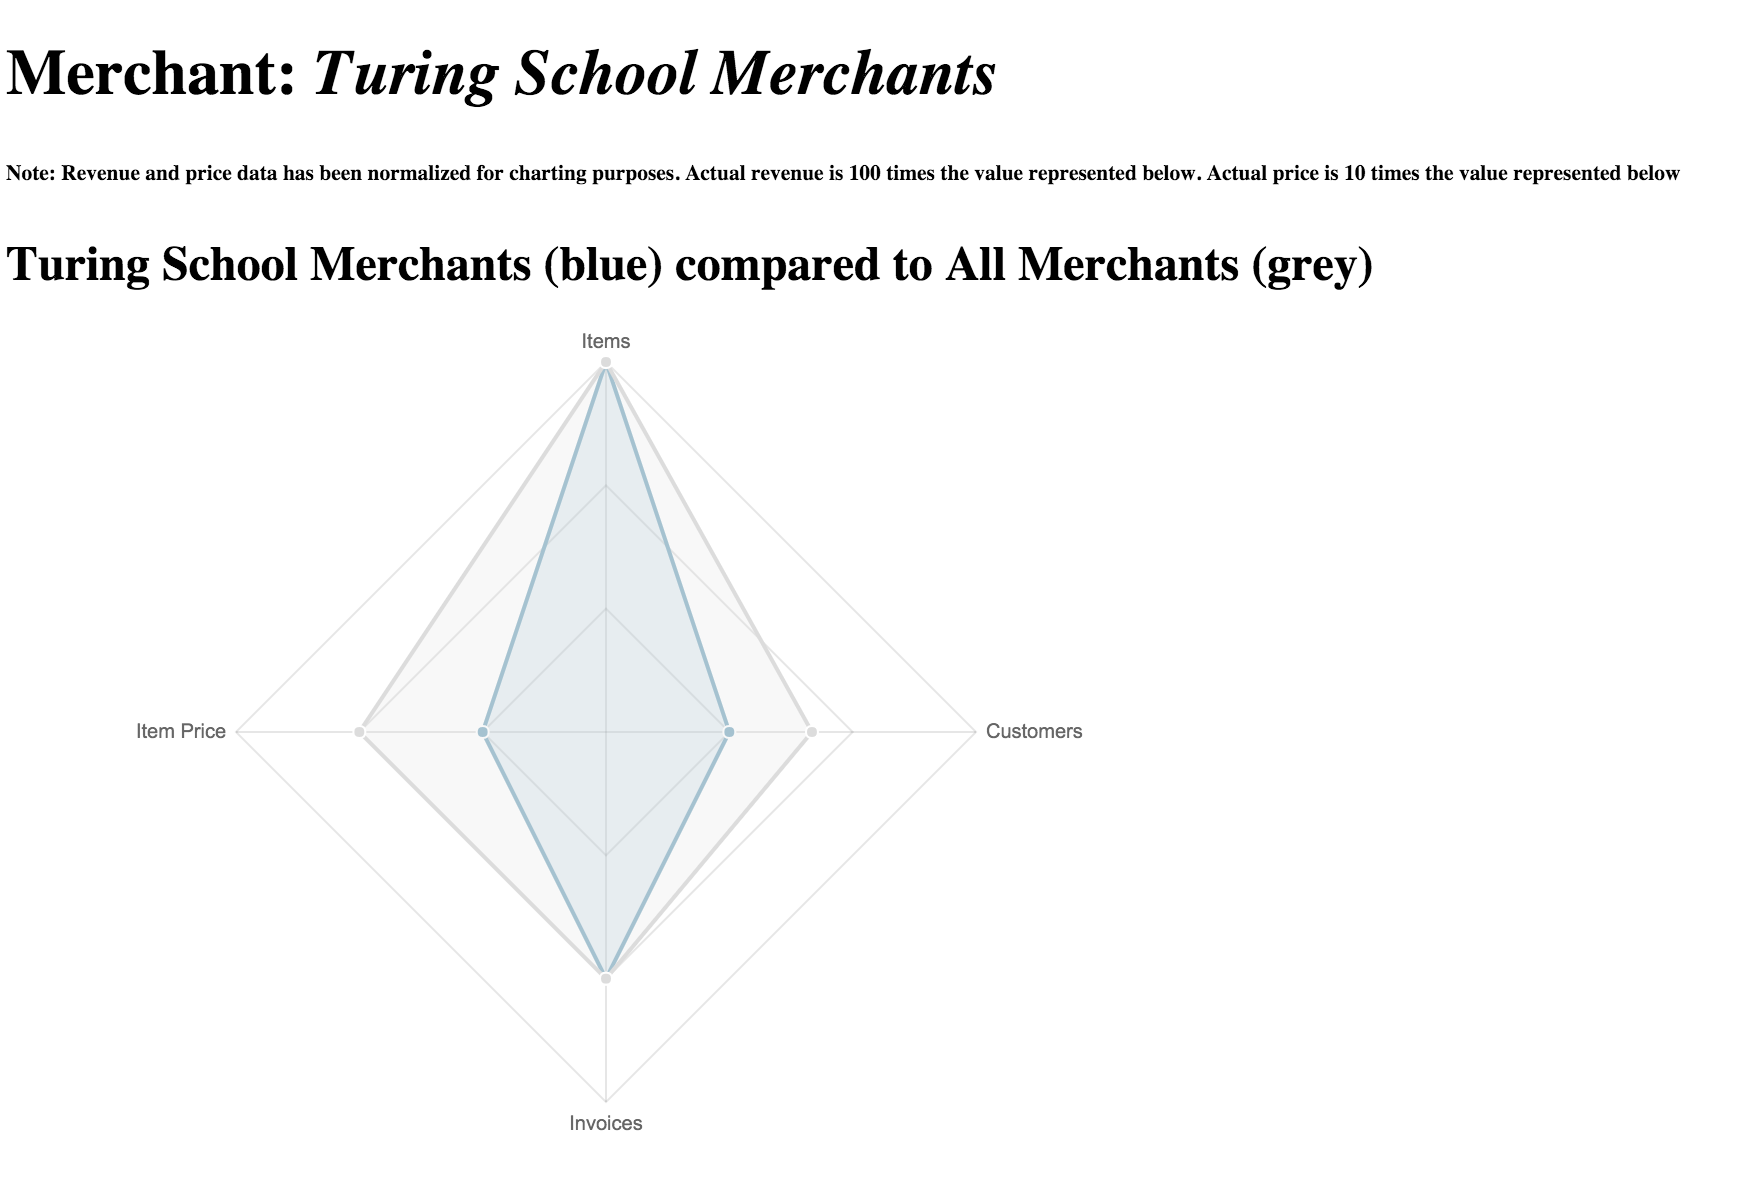 Merchant: Turing School Merchants
Note: Revenue and price data has been normalized for charting purposes. Actual revenue is 100 times the value represented below. Actual price is 10 times the value represented below
Turing School Merchants (blue) compared to All Merchants (grey)
Items
Item Price
Customers
Invoices